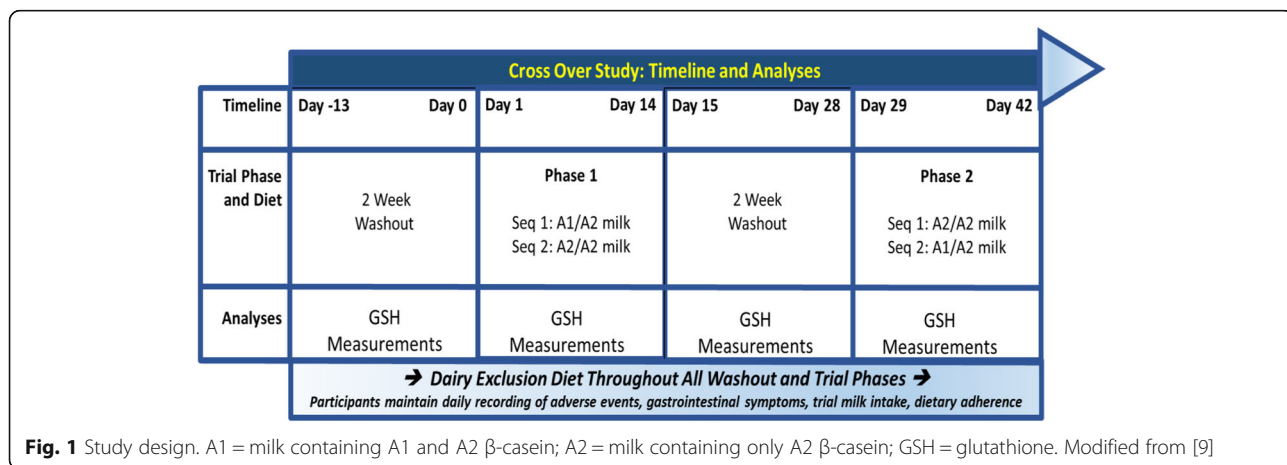 Cross Over Study: Timeline and Analyses
Timeline Day -13 Day 0 Day 1 Day 14 Day 15 Day 28 Day 29 Day 42
Trial Phase and Diet
2 Week
Washout
Phase 1
Seq 1: A1/A2 milk
Seq 2: A2/A2 milk
2 Week
Washout
Phase 2
Seq 1: A2/A2 milk
Seq 2: A1/A2 milk
Analyses
GSH
Measurements
GSH
Measurements
GSH
Measurements
GSH
Measurements
➔ Dairy Exclusion Diet Throughout All Washout and Trial Phases ➔
Participants maintain daily recording of adverse events, gastrointestinal symptoms, trial milk intake, dietary adherence
Fig. 1 Study design. A1 = milk containing A1 and A2 β-casein; A2 = milk containing only A2 β-casein; GSH = glutathione. Modified from [9]